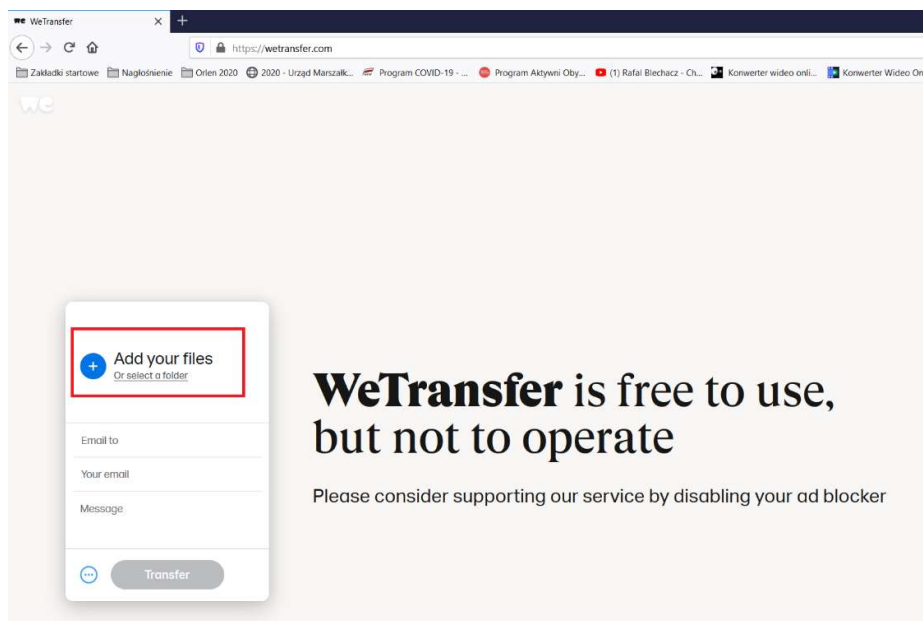 we WeTransfer
https://wetransfer.com
Zakładki startowe Nagłośnienie Orlen 2020 2020 - Urząd Marszałk... Program COVID-19 - ... Program Aktywni Oby... (1) Rafał Blechacz - Ch... Konwerter wideo onli... Konwerter Wideo On
we
Add your files
Or select a folder
Email to
Your email
Message
Transfer
WeTransfer is free to use,
but not to operate
Please consider supporting our service by disabling your ad blocker